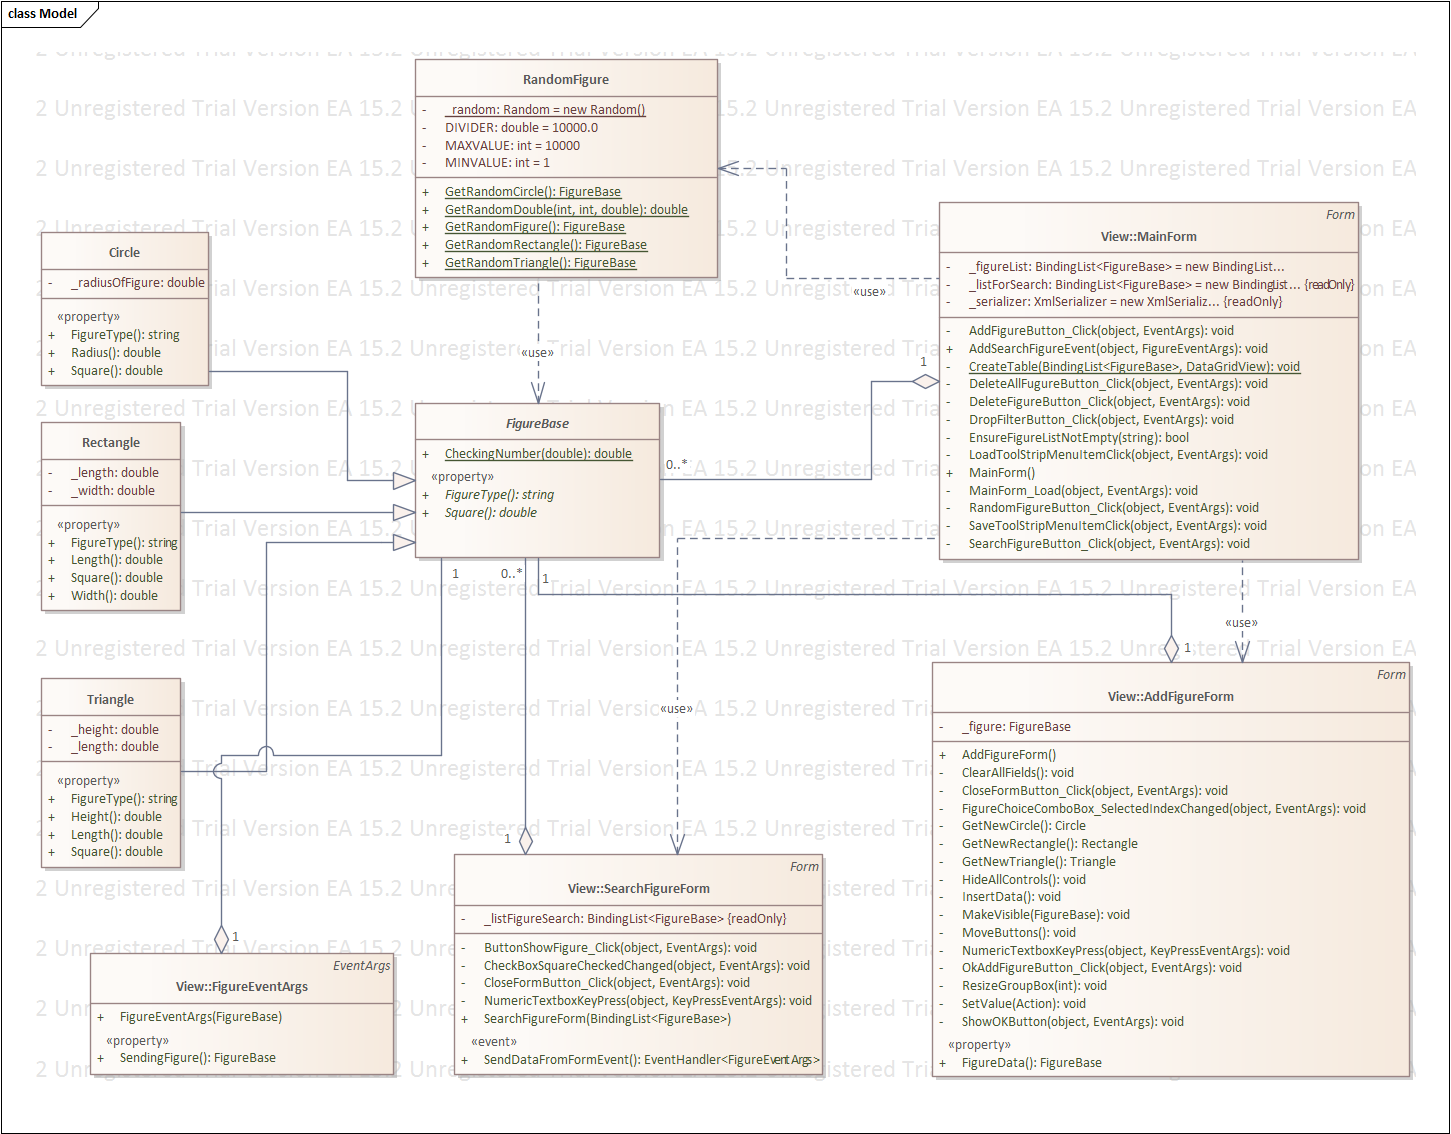 class Model
RandomFigure
- _random: Random = new Random()
- DIVIDER: double = 10000.0
- MAXVALUE: int = 10000
- MINVALUE: int = 1
+ GetRandomCircle(): FigureBase
+ GetRandomDouble(int, int, double): double
+ GetRandomFigure(): FigureBase
+ GetRandomRectangle(): FigureBase
+ GetRandomTriangle(): FigureBase
Form
View::MainForm
- _figureList: BindingList<FigureBase> = new BindingList...
- _listForSearch: BindingList<FigureBase> = new BindingList... {readOnly}
- _serializer: XmlSerializer = new XmlSerializ... {readOnly}
- AddFigureButton_Click(object, EventArgs): void
+ AddSearchFigureEvent(object, FigureEventArgs): void
- CreateTable(BindingList<FigureBase>, DataGridView): void
- DeleteAllFugureButton_Click(object, EventArgs): void
- DeleteFigureButton_Click(object, EventArgs): void
- DropFilterButton_Click(object, EventArgs): void
- EnsureFigureListNotEmpty(string): bool
- LoadToolStripMenuItemClick(object, EventArgs): void
+ MainForm()
- MainForm_Load(object, EventArgs): void
- RandomFigureButton_Click(object, EventArgs): void
- SaveToolStripMenuItemClick(object, EventArgs): void
- SearchFigureButton_Click(object, EventArgs): void
Circle
- _radiusOfFigure: double
«property»
+ FigureType(): string
+ Radius(): double
+ Square(): double
«use»
«use»
1
Rectangle
- _length: double
- _width: double
«property»
+ FigureType(): string
+ Length(): double
+ Square(): double
+ Width(): double
FigureBase
+ CheckingNumber(double): double
«property»
+ FigureType(): string
+ Square(): double
0..*
1
0..*
1
«use»
1
«use»
Triangle
- _height: double
- _length: double
«property»
+ FigureType(): string
+ Height(): double
+ Length(): double
+ Square(): double
Form
View::AddFigureForm
- _figure: FigureBase
+ AddFigureForm()
- ClearAllFields(): void
- CloseFormButton_Click(object, EventArgs): void
- FigureChoiceComboBox_SelectedIndexChanged(object, EventArgs): void
- GetNewCircle(): Circle
- GetNewRectangle(): Rectangle
- GetNewTriangle(): Triangle
- HideAllControls(): void
- InsertData(): void
- MakeVisible(FigureBase): void
- MoveButtons(): void
- NumericTextboxKeyPress(object, KeyPressEventArgs): void
- OkAddFigureButton_Click(object, EventArgs): void
- ResizeGroupBox(int): void
- SetValue(Action): void
- ShowOKButton(object, EventArgs): void
«property»
+ FigureData(): FigureBase
1
Form
View::SearchFigureForm
- _listFigureSearch: BindingList<FigureBase> {readOnly}
- ButtonShowFigure_Click(object, EventArgs): void
- CheckBoxSquareCheckedChanged(object, EventArgs): void
- CloseFormButton_Click(object, EventArgs): void
- NumericTextboxKeyPress(object, KeyPressEventArgs): void
+ SearchFigureForm(BindingList<FigureBase>)
«event»
+ SendDataFromFormEvent(): EventHandler<FigureEventArgs>
1
EventArgs
View::FigureEventArgs
+ FigureEventArgs(FigureBase)
«property»
+ SendingFigure(): FigureBase